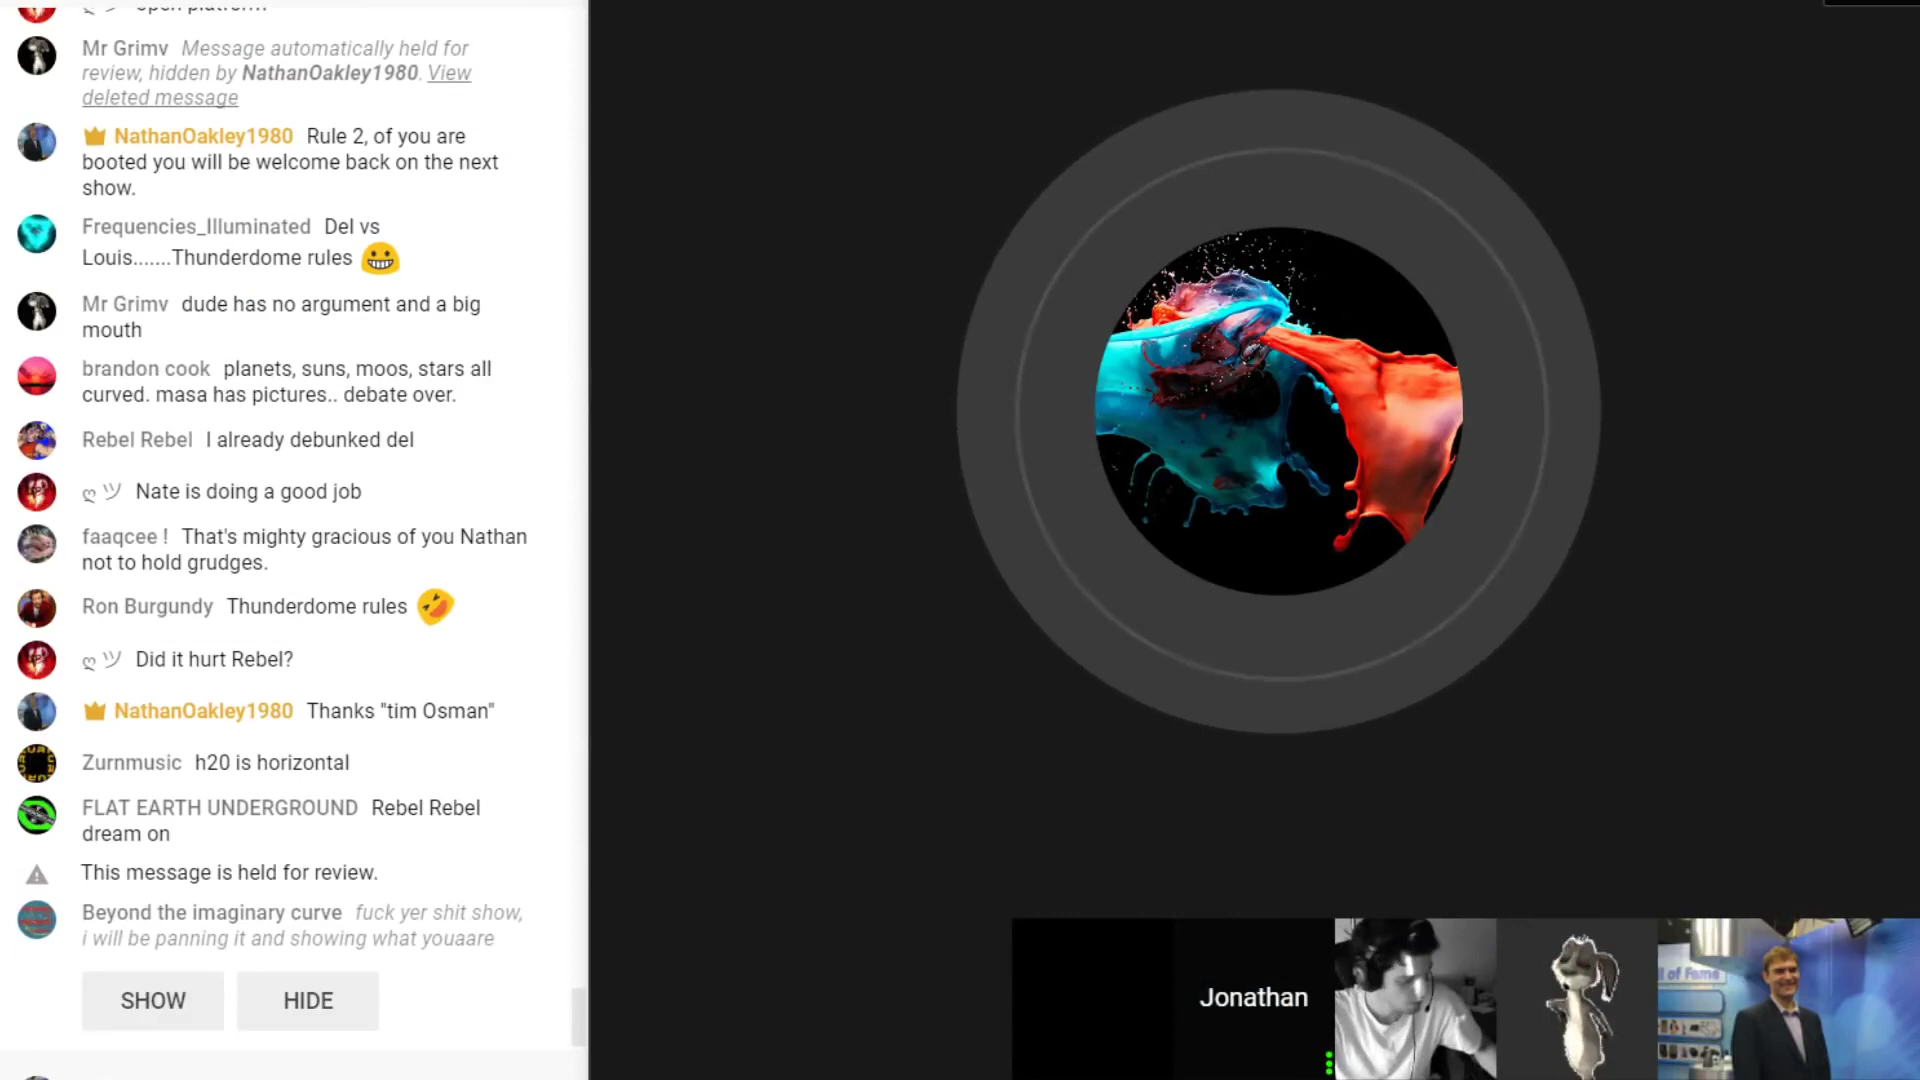 open platform
Mr Grimv Message automatically held for
review, hidden by NathanOakley1980. View
deleted message
NathanOakley1980 Rule 2, of you are
booted you will be welcome back on the next
show.
Frequencies_Illuminated Del vs
Louis.......Thunderdome rules 😀
Mr Grimv dude has no argument and a big
mouth
brandon cook planets, suns, moos, stars all
curved. masa has pictures.. debate over.
Rebel Rebel I already debunked del
ღ ツ Nate is doing a good job
faaqcee ! That's mighty gracious of you Nathan
not to hold grudges.
Ron Burgundy Thunderdome rules 🤣
ღ ツ Did it hurt Rebel?
NathanOakley1980 Thanks "tim Osman"
Zurnmusic h20 is horizontal
FLAT EARTH UNDERGROUND Rebel Rebel
dream on
This message is held for review.
Beyond the imaginary curve fuck yer shit show,
i will be panning it and showing what youaare
SHOW HIDE
Jonathan
l of Fame